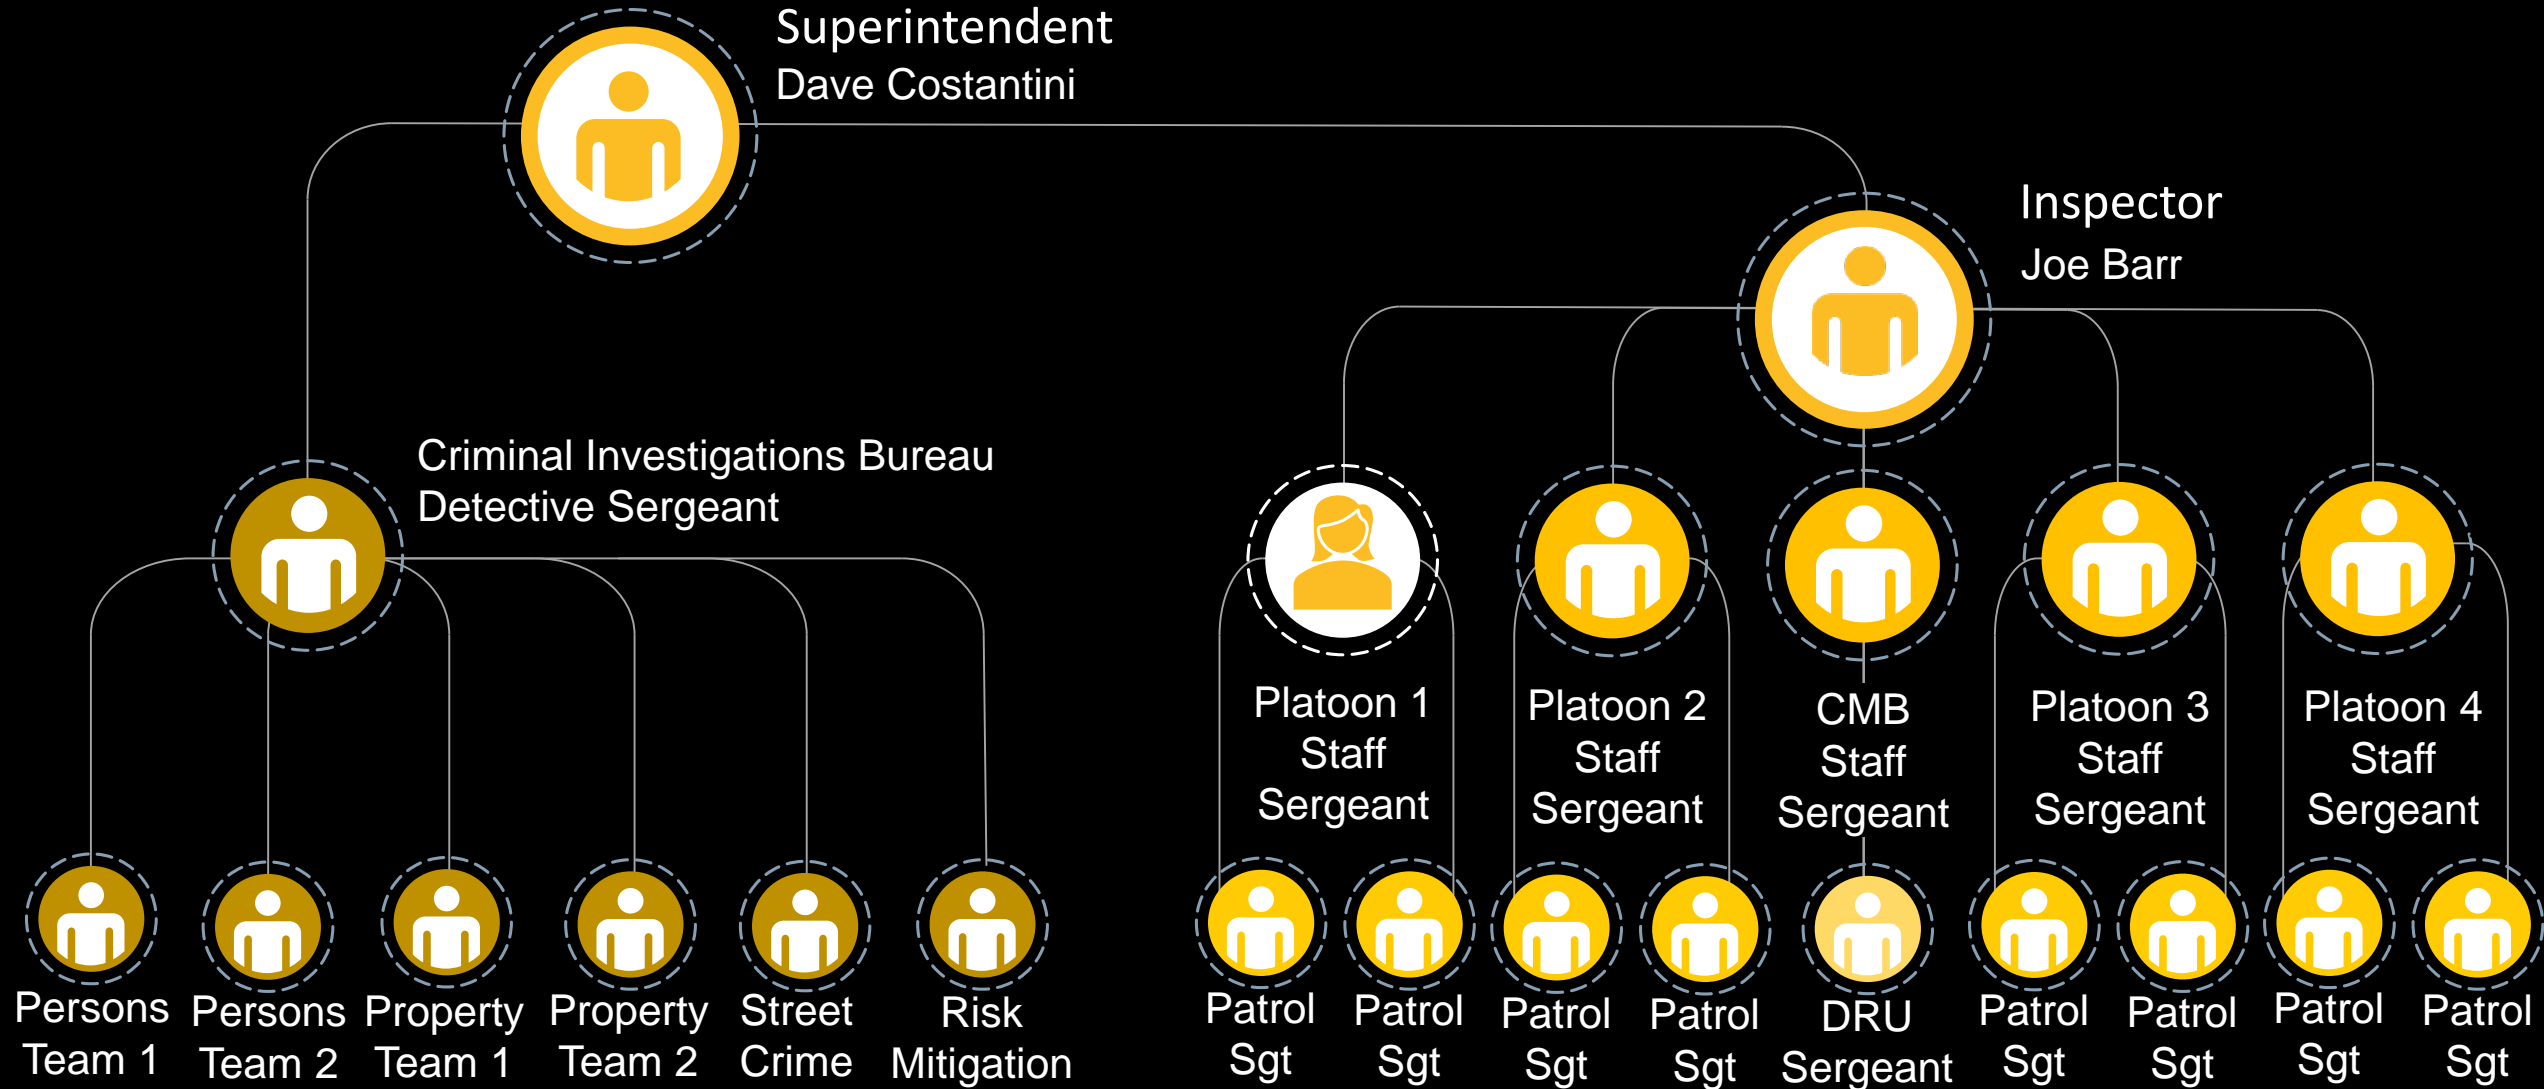 Superintendent
Dave Costantini
Inspector
Joe Barr
Criminal Investigations Bureau
Detective Sergeant
Platoon 1
Staff
Sergeant
Platoon 2
Staff
Sergeant
CMB
Staff
Sergeant
Platoon 3
Staff
Sergeant
Platoon 4
Staff
Sergeant
Persons
Team 1
Persons
Team 2
Property
Team 1
Property
Team 2
Street
Crime
Risk
Mitigation
Patrol
Sgt
Patrol
Sgt
Patrol
Sgt
Patrol
Sgt
DRU
Sergeant
Patrol
Sgt
Patrol
Sgt
Patrol
Sgt
Patrol
Sgt